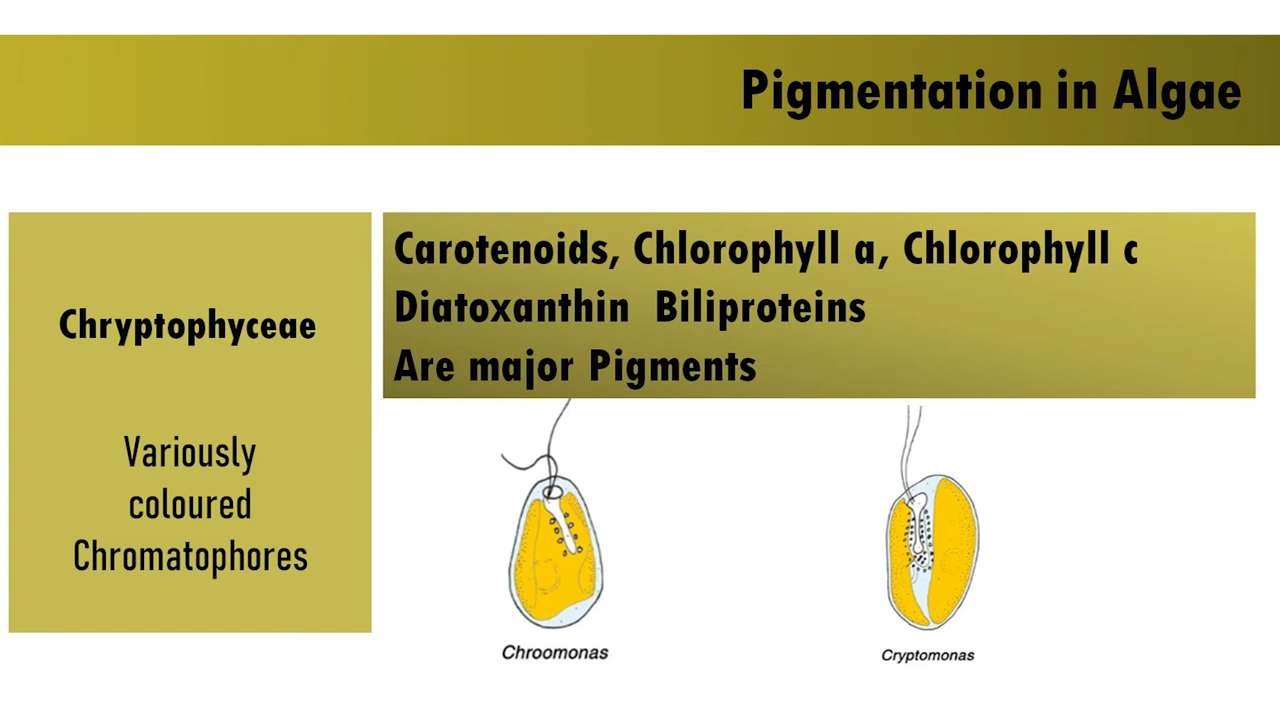 Pigmentation in Algae
Chryptophyceae
Variously
coloured
Chromatophores
Carotenoids, Chlorophyll a, Chlorophyll c
Diatoxanthin Biliproteins
Are major Pigments
Chroomonas
Cryptomonas